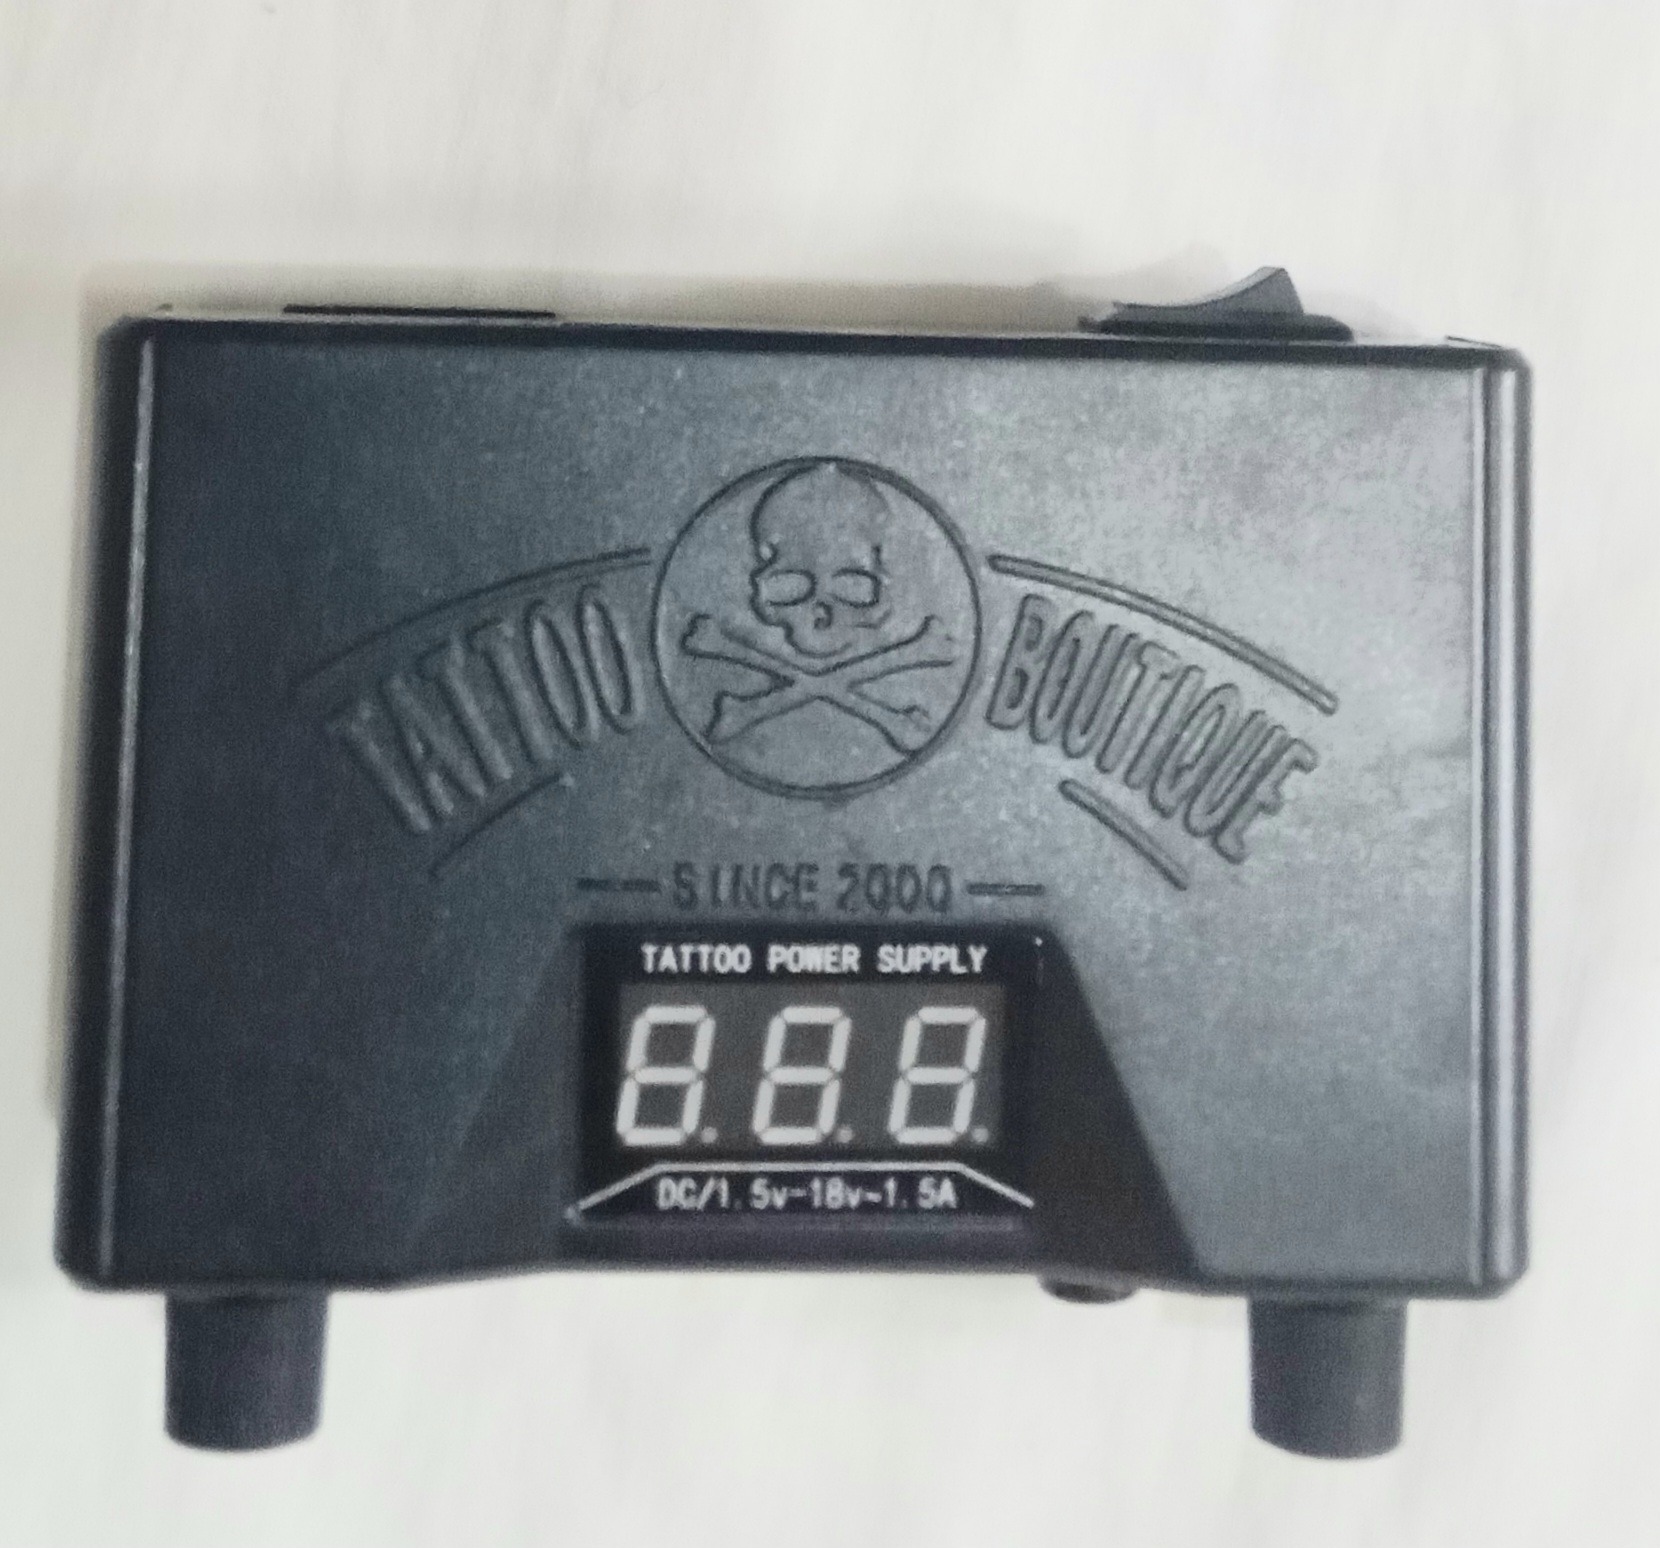 TATTOO BOUTIQUE
SINCE 2000
TATTOO POWER SUPPLY
8.8.8.
DC/1.5v-18v~1.5A